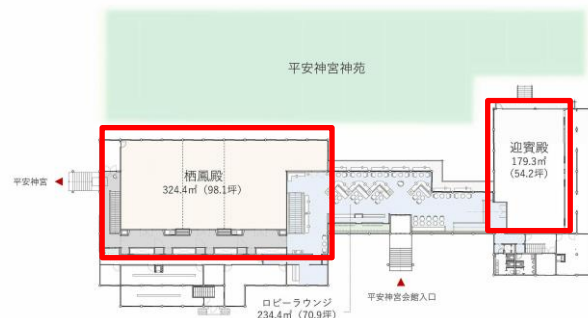 平安神宮神苑
栖鳳殿
324.4㎡（98.1坪）
迎賓殿
179.3㎡
（54.2坪）
平安神宮
ロビーラウンジ
234.4㎡（70.9坪）
平安神宮会館入口